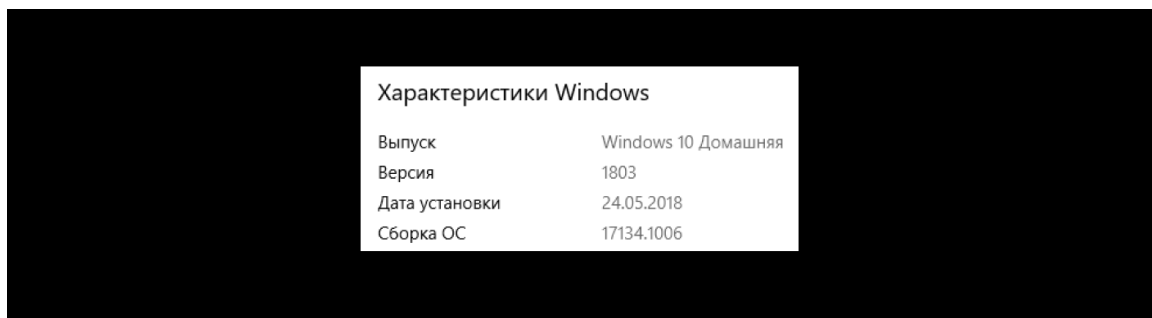 Характеристики Windows
Выпуск Windows 10 Домашняя
Версия 1803
Дата установки 24.05.2018
Сборка ОС 17134.1006